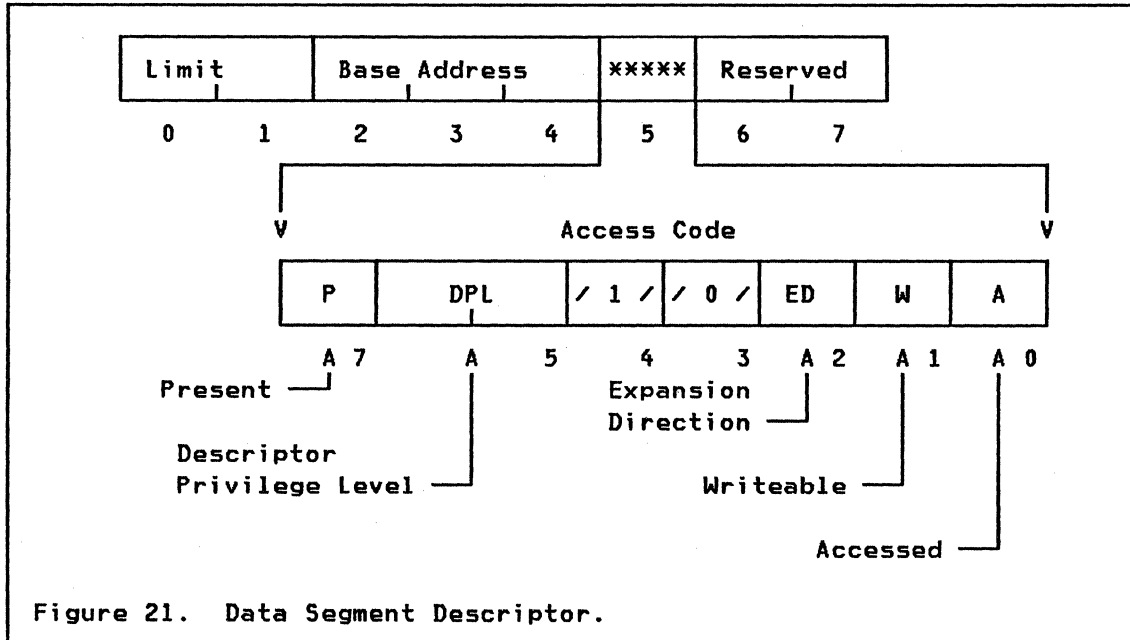 Limit Base Address ***** Reserved
0 1 2 3 4 5 6 7
V Access Code V
P DPL / 1 / / 0 / ED W A
A 7 A 5 4 3 A 2 A 1 A 0
Present Expansion
Direction
Descriptor
Privilege Level Writeable
Accessed
Figure 21. Data Segment Descriptor.